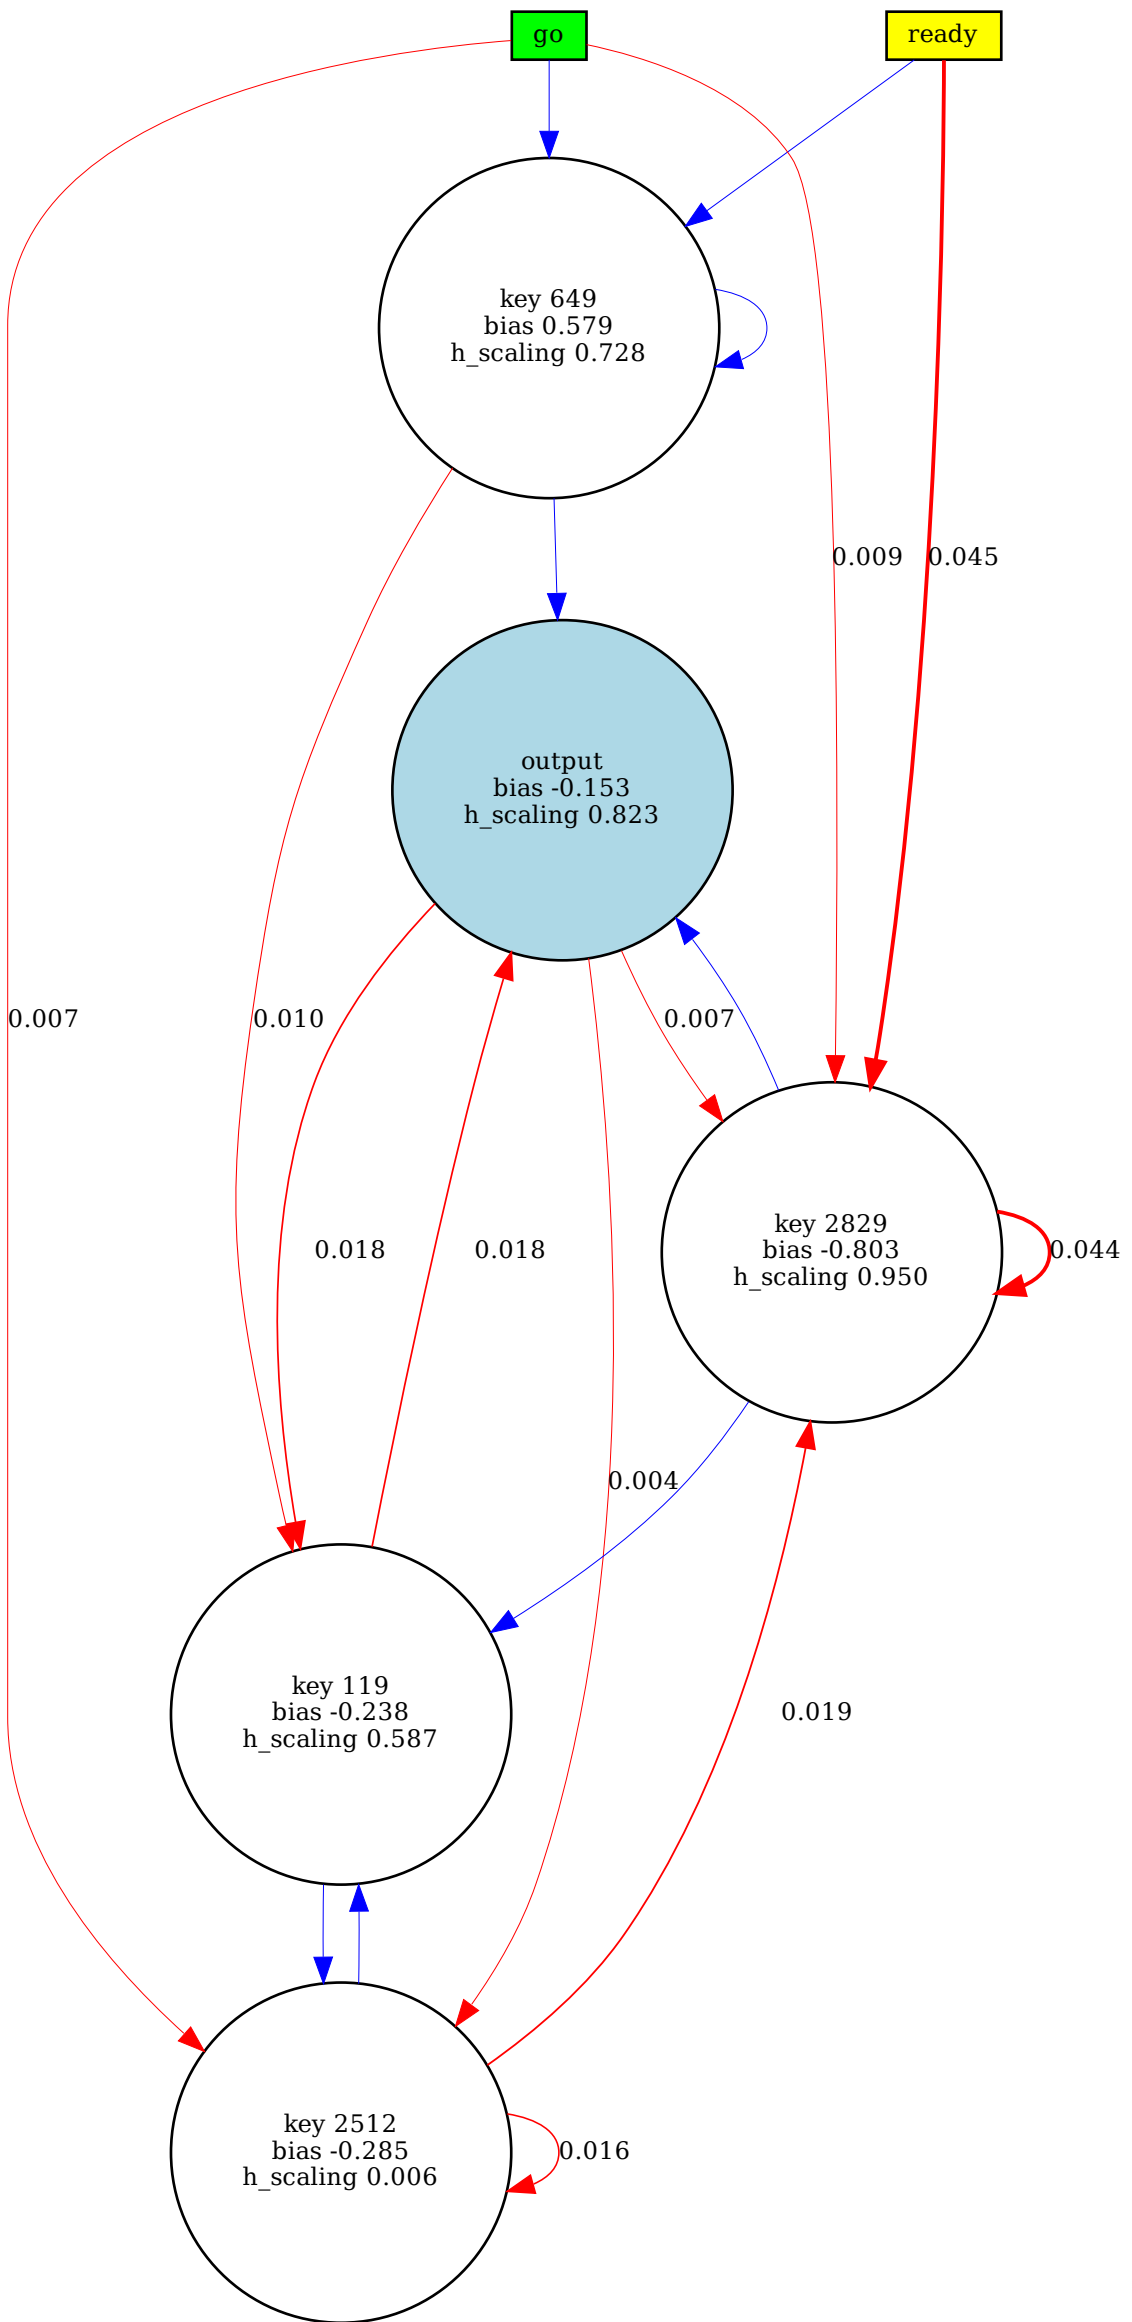 go
ready
key 649
bias 0.579
h_scaling 0.728
0.009
0.045
output
bias -0.153
h_scaling 0.823
0.007
0.010
0.007
key 2829
bias -0.803
h_scaling 0.950
0.018
0.018
0.044
0.004
key 119
bias -0.238
h_scaling 0.587
0.019
key 2512
bias -0.285
h_scaling 0.006
0.016